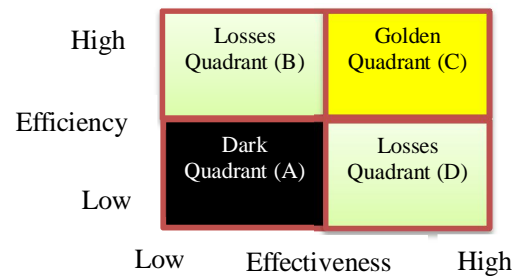 High
Losses
Quadrant (B)
Golden
Quadrant (C)
Efficiency
Dark
Quadrant (A)
Losses
Quadrant (D)
Low
Low
Effectiveness
High